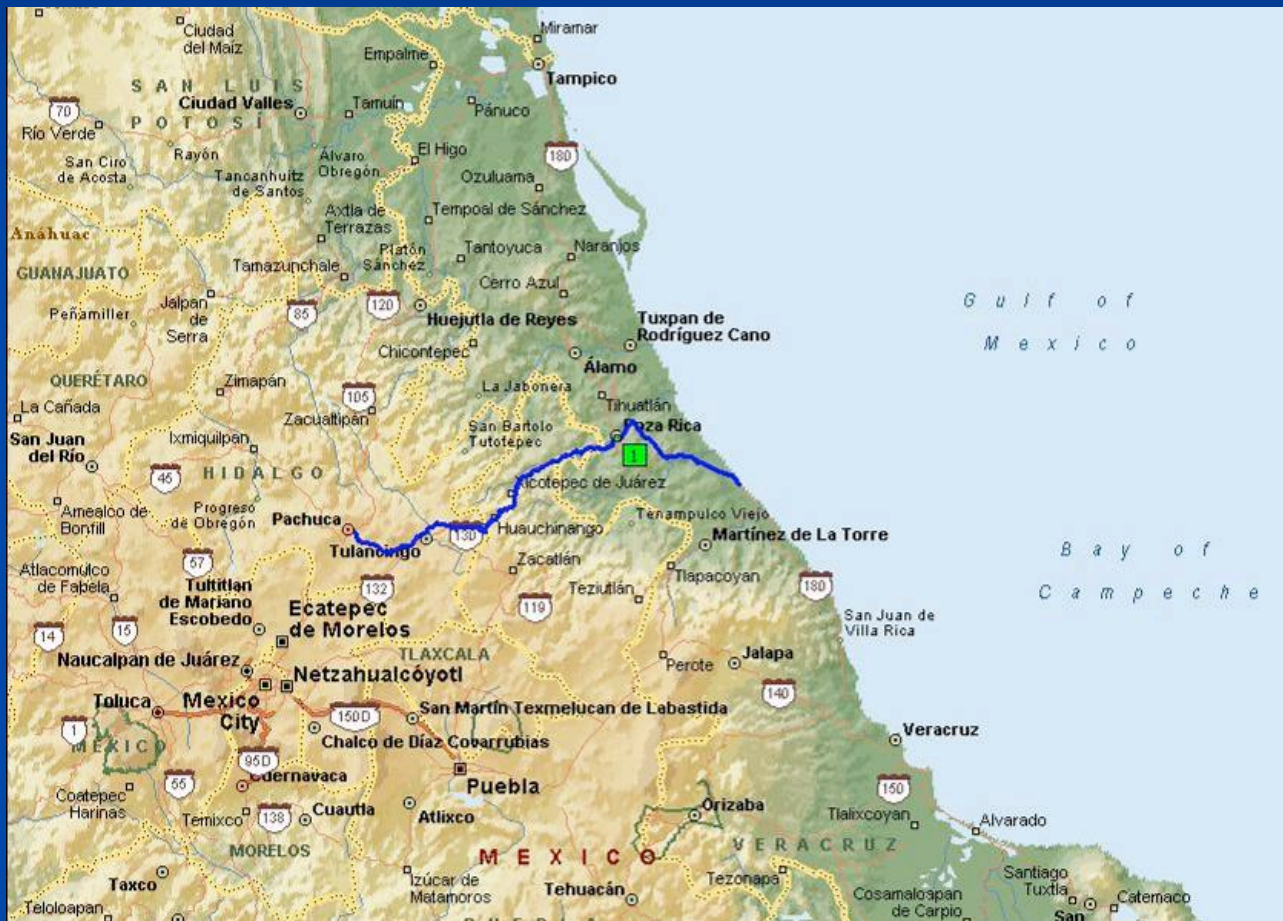 Ciudad
del Maíz
Miramar
Empalme
Tampico
SAN LUIS
POTOSÍ
Ciudad Valles
Tamuín
Pánuco
70
Río Verde
Rayón
Álvaro
Obregón
El Higo
180
San Ciro
de Acosta
Tancanhuitz
de Santos
Ozuluama
Axtla de
Terrazas
Tempoal de Sánchez
Anáhuac
Platón
Sánchez
Tantoyuca
Naranjos
GUANAJUATO
Tamazunchale
Cerro Azul
Gulf of
Mexico
Peñamiller
Jalpan
de
Serra
85
120
Huejutla de Reyes
Tuxpan de
Rodríguez Cano
Chicontepec
Álamo
QUERÉTARO
Zimapán
105
La Jabonera
La Cañada
Zacualtipán
Tihuatlán
San Juan
del Río
Ixmiquilpan
San Bartolo
Tutotepec
Poza Rica
1
45
HIDALGO
Xicotepec de Juárez
Amealco de
Bonfill
Progreso
de Obregón
Pachuca
Tulancingo
130
Huauchinango
Tenampulco Viejo
Martínez de La Torre
Bay of
Campeche
Atlacomulco
de Fabela
57
Zacatlán
Tlapacoyan
Tultitlan
de Mariano
Escobedo
132
119
Teziutlán
180
Ecatepec
de Morelos
San Juan de
Villa Rica
14
15
Naucalpan de Juárez
TLAXCALA
Perote
Jalapa
Netzahualcóyotl
Toluca
Mexico
City
150D
San Martín Texmelucan de Labastida
140
1
MÉXICO
Chalco de Díaz Covarrubias
Veracruz
95D
55
Cuernavaca
Puebla
150
Coatepec
Harinas
Temixco
138
Cuautla
Atlixco
Orizaba
Tlalixcoyan
Alvarado
MORELOS
MEXICO
VERACRUZ
Taxco
Izúcar de
Matamoros
Tehuacán
Tezonapa
Santiago
Tuxtla
Teloloapan
Cosamaloapan
de Carpio
Catemaco
San